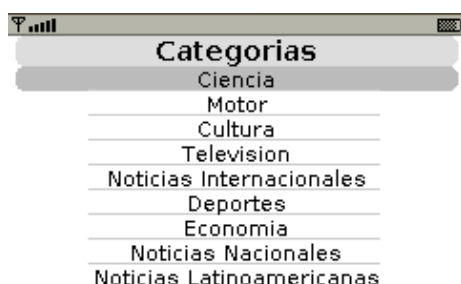 Categorias
Ciencia
Motor
Cultura
Television
Noticias Internacionales
Deportes
Economia
Noticias Nacionales
Noticias Latinoamericanas